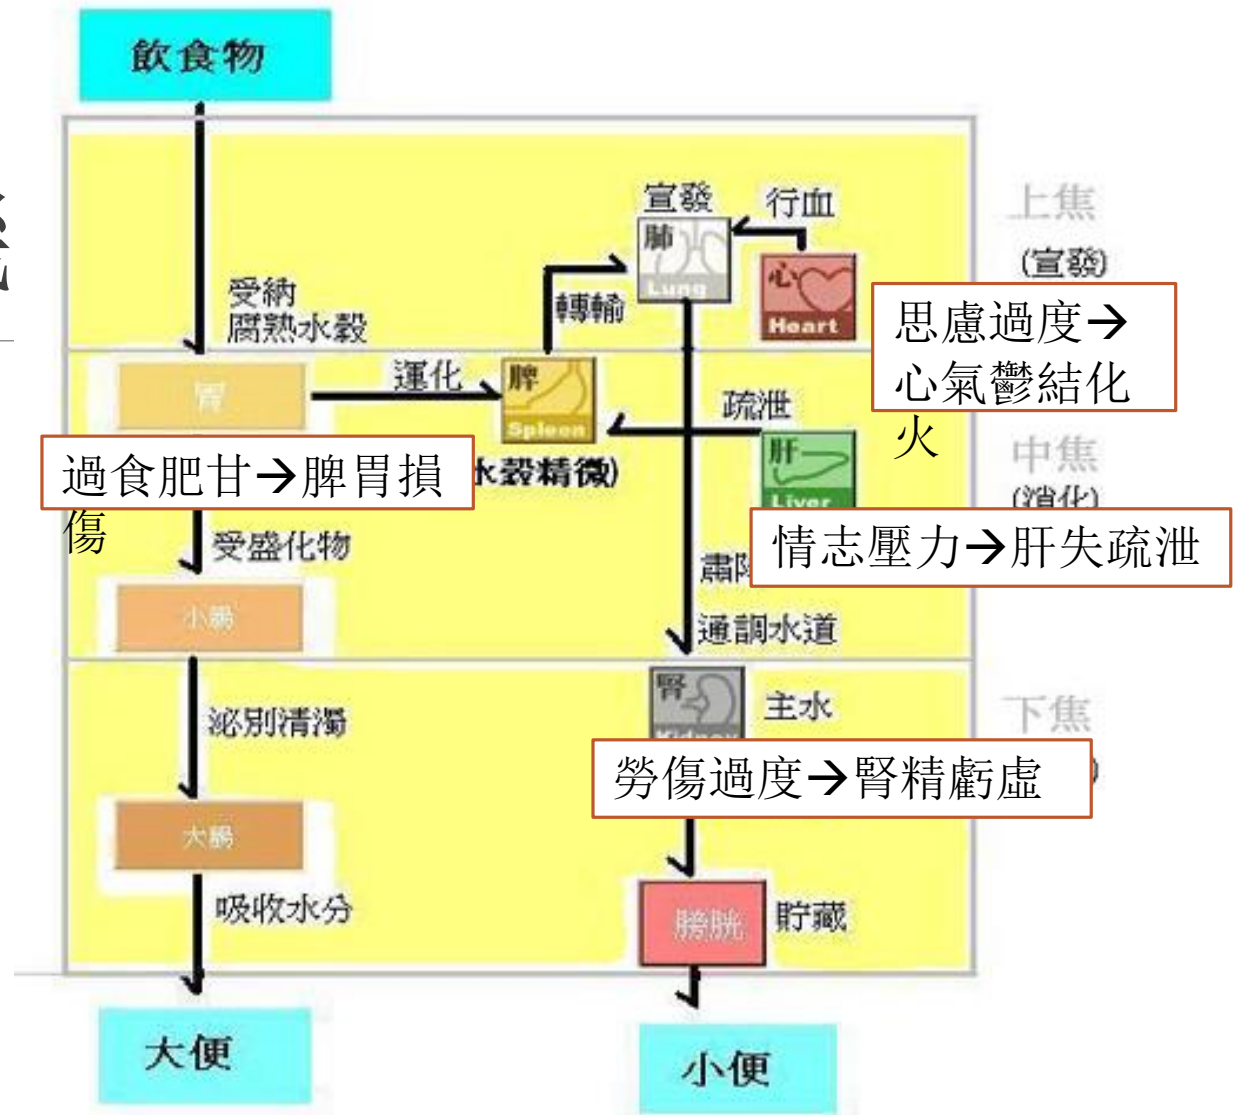 飲食物
宣發
行血
上焦
肺
Lung
(宣發)
心
Heart
受納
腐熟水穀
轉輸
思慮過度→
心氣鬱結化
火
胃
運化
脾
Spleen
疏泄
肝
Liver
中焦
(消化)
過食肥甘→脾胃損
傷
水穀精微)
受盛化物
情志壓力→肝失疏泄
肅
小腸
通調水道
腎
Kidney
主水
下焦
泌別清濁
勞傷過度→腎精虧虛
大腸
吸收水分
膀胱
貯藏
大便
小便